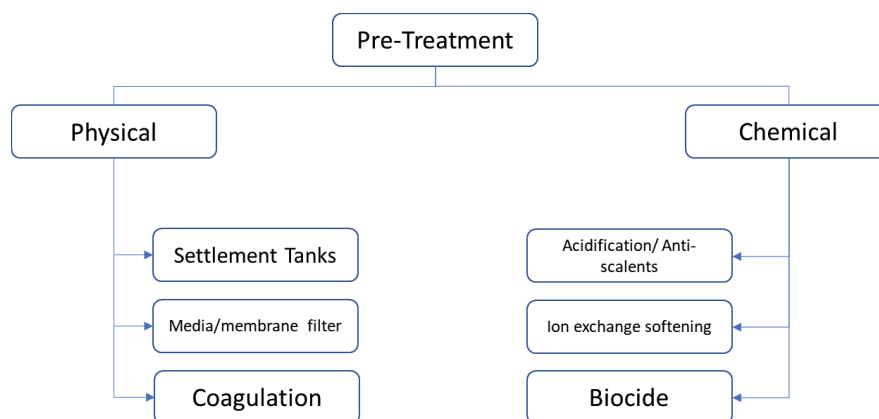 Pre-Treatment
Physical
Chemical
Settlement Tanks
Media/membrane filter
Coagulation
Acidification/ Anti-
scalents
Ion exchange softening
Biocide